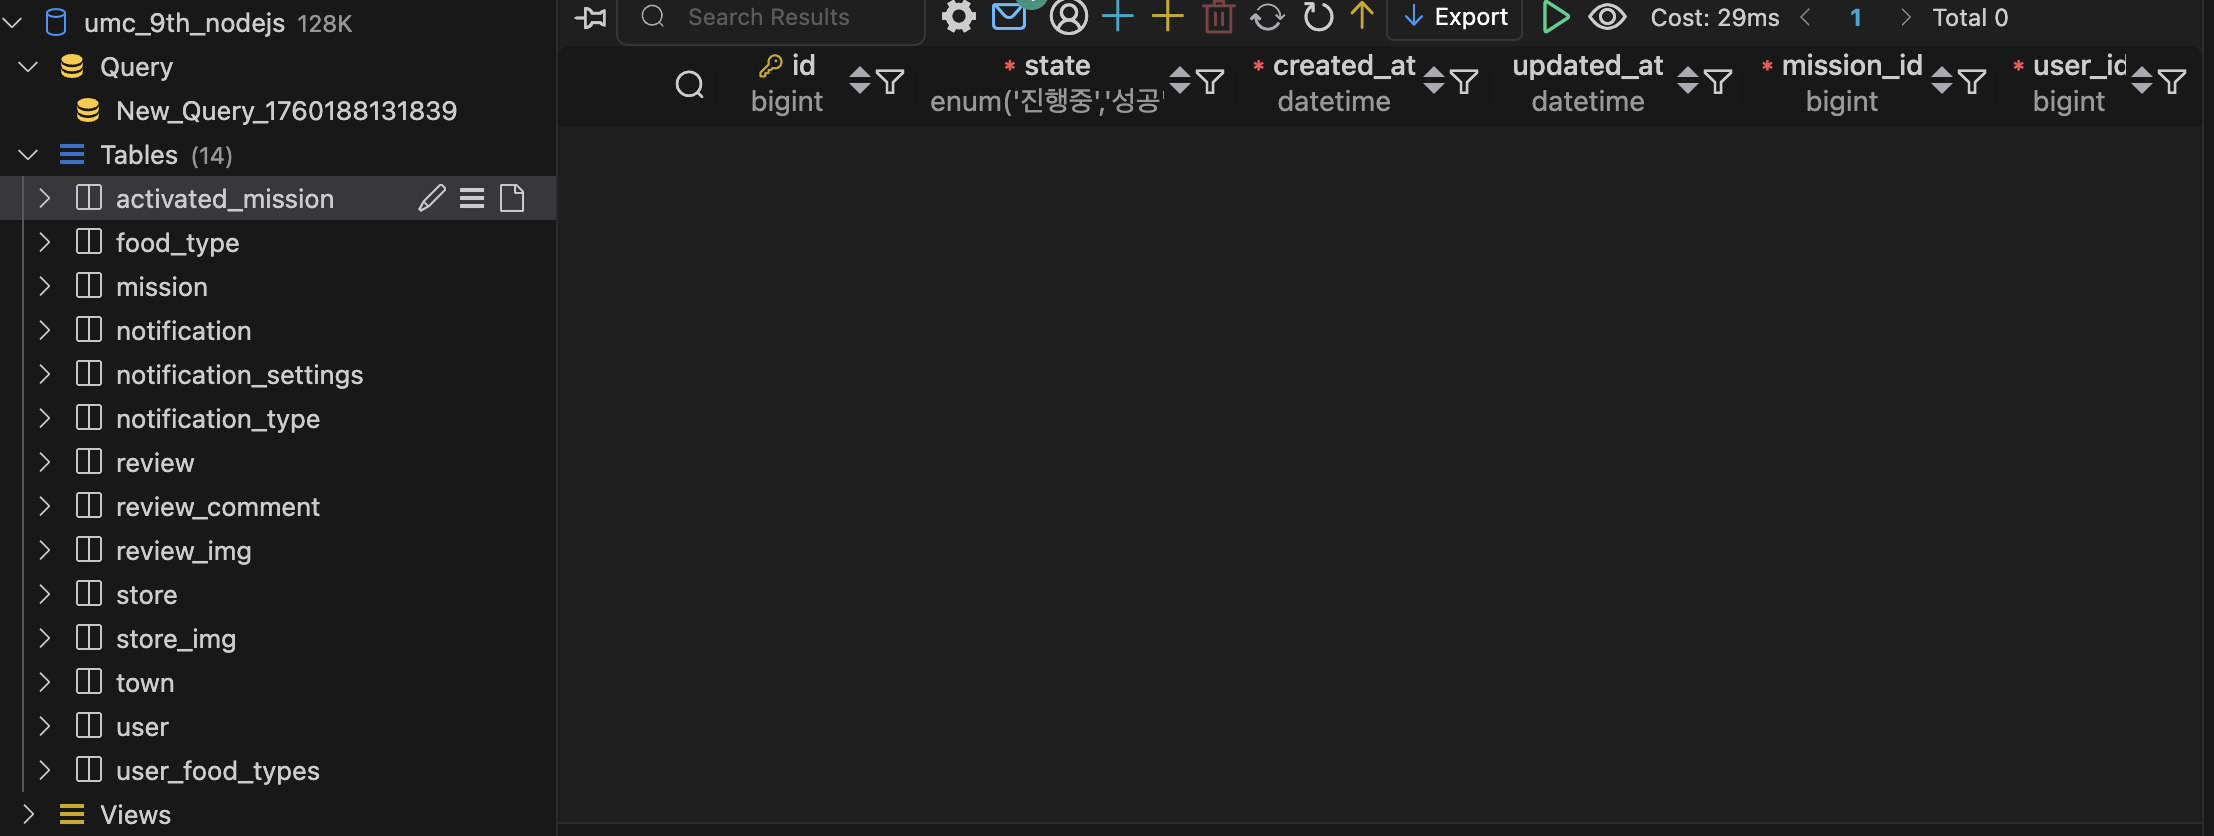 umc_9th_nodejs 128K
Query
New_Query_1760188131839
Tables (14)
activated_mission
food_type
mission
notification
notification_settings
notification_type
review
review_comment
review_img
store
store_img
town
user
user_food_types
Views
Search Results Export Cost: 29ms 1 Total 0
id * state * created_at updated_at * mission_id * user_id
bigint enum('진행중','성공' datetime datetime bigint bigint